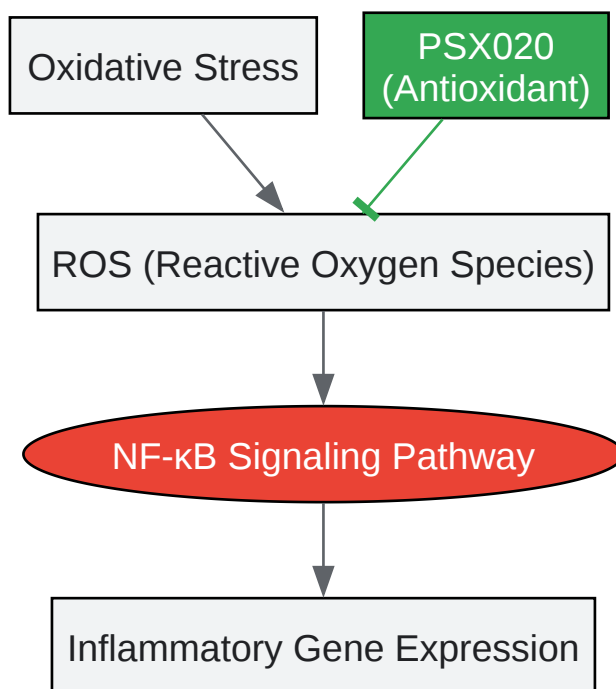 Oxidative Stress
PSX020
(Antioxidant)
ROS (Reactive Oxygen Species)
NF-κB Signaling Pathway
Inflammatory Gene Expression